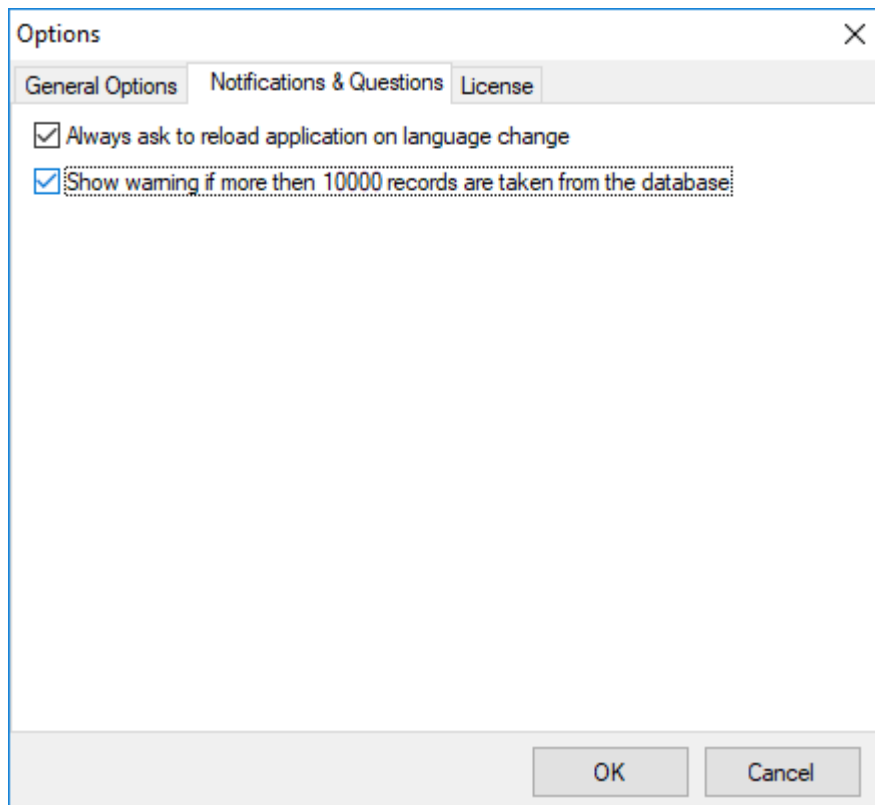 Options
General Options Notifications & Questions License
Always ask to reload application on language change
Show warning if more then 10000 records are taken from the database
OK Cancel